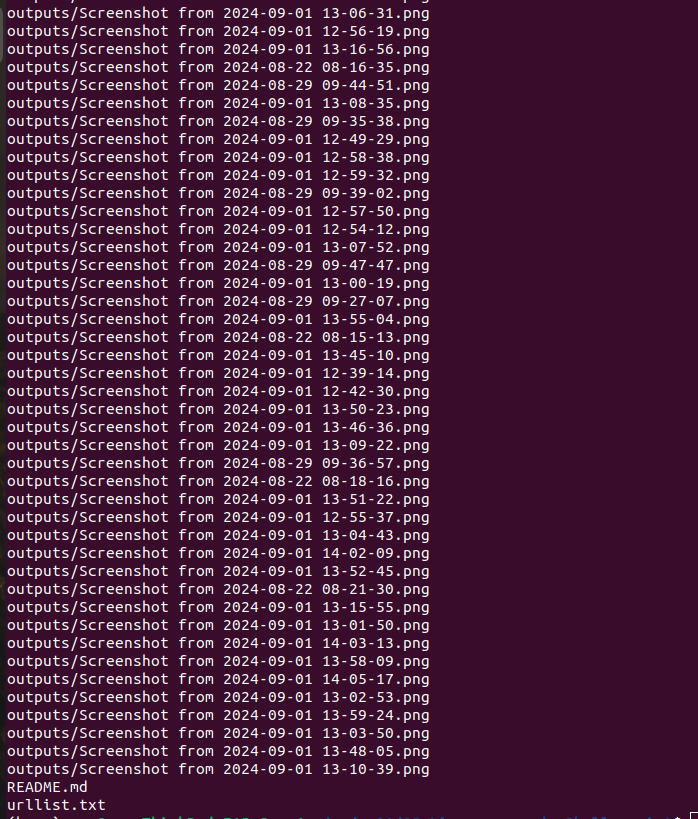 outputs/Screenshot from 2024-09-01 13-06-31.png
outputs/Screenshot from 2024-09-01 12-56-19.png
outputs/Screenshot from 2024-09-01 13-16-56.png
outputs/Screenshot from 2024-08-22 08-16-35.png
outputs/Screenshot from 2024-08-29 09-44-51.png
outputs/Screenshot from 2024-09-01 13-08-35.png
outputs/Screenshot from 2024-08-29 09-35-38.png
outputs/Screenshot from 2024-09-01 12-49-29.png
outputs/Screenshot from 2024-09-01 12-58-38.png
outputs/Screenshot from 2024-09-01 12-59-32.png
outputs/Screenshot from 2024-08-29 09-39-02.png
outputs/Screenshot from 2024-09-01 12-57-50.png
outputs/Screenshot from 2024-09-01 12-54-12.png
outputs/Screenshot from 2024-09-01 13-07-52.png
outputs/Screenshot from 2024-08-29 09-47-47.png
outputs/Screenshot from 2024-09-01 13-00-19.png
outputs/Screenshot from 2024-08-29 09-27-07.png
outputs/Screenshot from 2024-09-01 13-55-04.png
outputs/Screenshot from 2024-08-22 08-15-13.png
outputs/Screenshot from 2024-09-01 13-45-10.png
outputs/Screenshot from 2024-09-01 12-39-14.png
outputs/Screenshot from 2024-09-01 12-42-30.png
outputs/Screenshot from 2024-09-01 13-50-23.png
outputs/Screenshot from 2024-09-01 13-46-36.png
outputs/Screenshot from 2024-09-01 13-09-22.png
outputs/Screenshot from 2024-08-29 09-36-57.png
outputs/Screenshot from 2024-08-22 08-18-16.png
outputs/Screenshot from 2024-09-01 13-51-22.png
outputs/Screenshot from 2024-09-01 12-55-37.png
outputs/Screenshot from 2024-09-01 13-04-43.png
outputs/Screenshot from 2024-09-01 14-02-09.png
outputs/Screenshot from 2024-09-01 13-52-45.png
outputs/Screenshot from 2024-08-22 08-21-30.png
outputs/Screenshot from 2024-09-01 13-15-55.png
outputs/Screenshot from 2024-09-01 13-01-50.png
outputs/Screenshot from 2024-09-01 14-03-13.png
outputs/Screenshot from 2024-09-01 13-58-09.png
outputs/Screenshot from 2024-09-01 14-05-17.png
outputs/Screenshot from 2024-09-01 13-02-53.png
outputs/Screenshot from 2024-09-01 13-59-24.png
outputs/Screenshot from 2024-09-01 13-03-50.png
outputs/Screenshot from 2024-09-01 13-48-05.png
outputs/Screenshot from 2024-09-01 13-10-39.png
README.md
urllist.txt